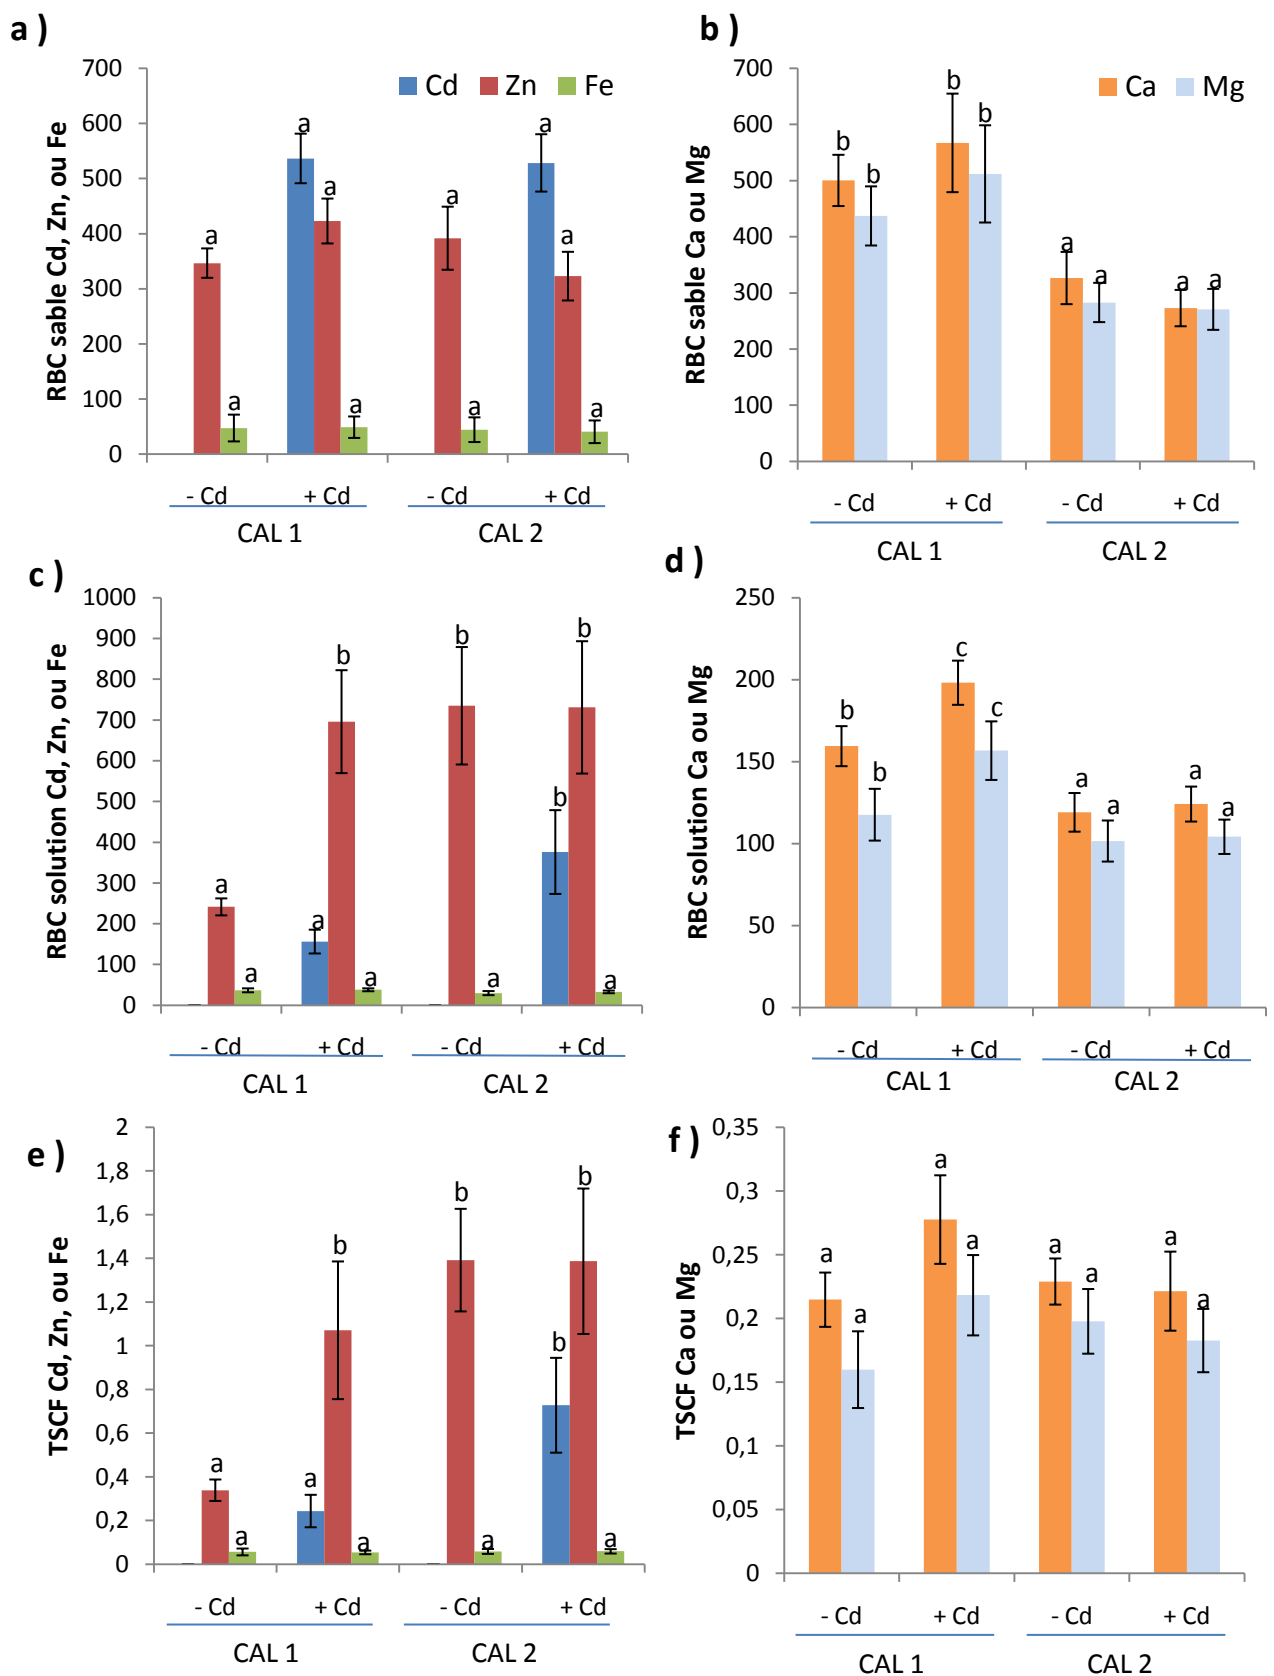 a )
700
600
500
400
300
200
100
0
RBC sable Cd, Zn, ou Fe
Cd Zn Fe
a a a a a a a a a a
- Cd + Cd - Cd + Cd
CAL 1 CAL 2
b )
700
600
500
400
300
200
100
0
RBC sable Ca ou Mg
Ca Mg
b b b b a a a a
- Cd + Cd - Cd + Cd
CAL 1 CAL 2
c )
1000
900
800
700
600
500
400
300
200
100
0
RBC solution Cd, Zn, ou Fe
a a a b a b a b b a
- Cd + Cd - Cd + Cd
CAL 1 CAL 2
d )
250
200
150
100
50
0
RBC solution Ca ou Mg
b b c c a a a a
- Cd + Cd - Cd + Cd
CAL 1 CAL 2
e )
2
1,8
1,6
1,4
1,2
1
0,8
0,6
0,4
0,2
0
TSCF Cd, Zn, ou Fe
a a a b a b a b b a
- Cd + Cd - Cd + Cd
CAL 1 CAL 2
f )
0,35
0,3
0,25
0,2
0,15
0,1
0,05
0
TSCF Ca ou Mg
a a a a a a a a
- Cd + Cd - Cd + Cd
CAL 1 CAL 2